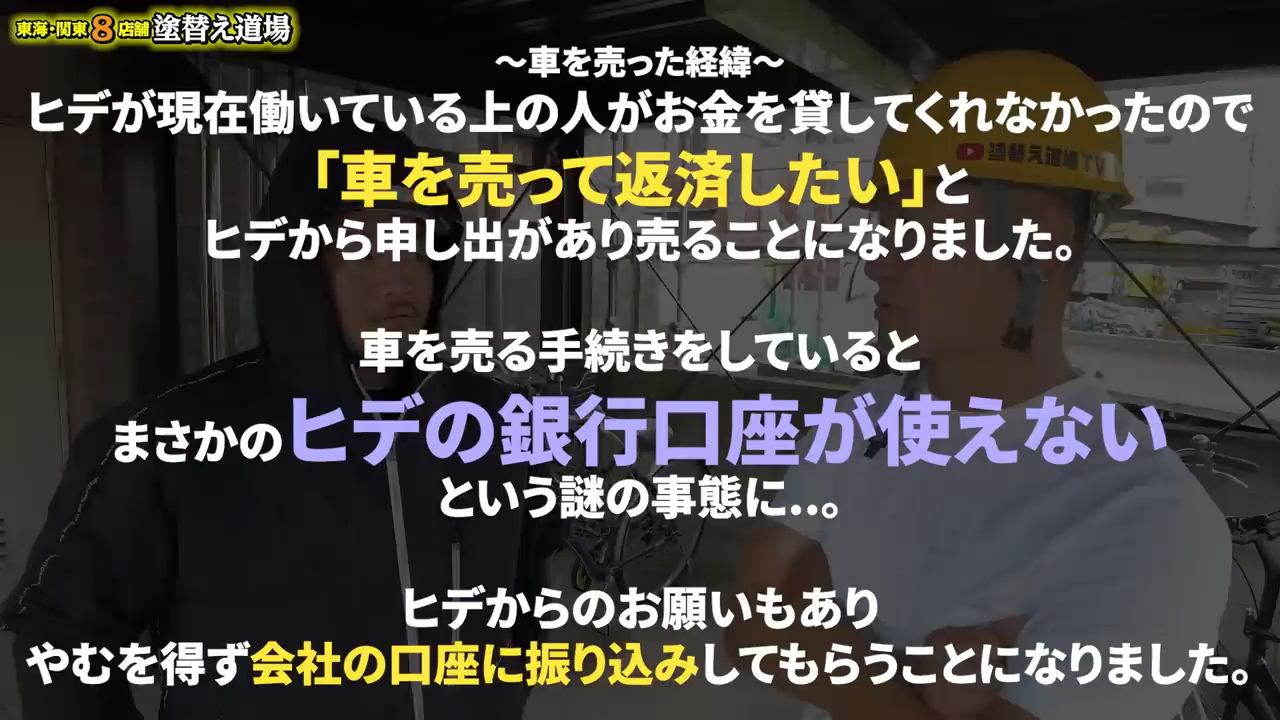 東海・関東8店舗 塗替え道場
～車を売った経緯～
ヒデが現在働いている上の人がお金を貸してくれなかったので
「車を売って返済したい」と
ヒデから申し出があり売ることになりました。
塗替え道場TV
車を売る手続きをしていると
まさかのヒデの銀行口座が使えない
という謎の事態に…。
ヒデからのお願いもあり
やむを得ず会社の口座に振り込みしてもらうことになりました。